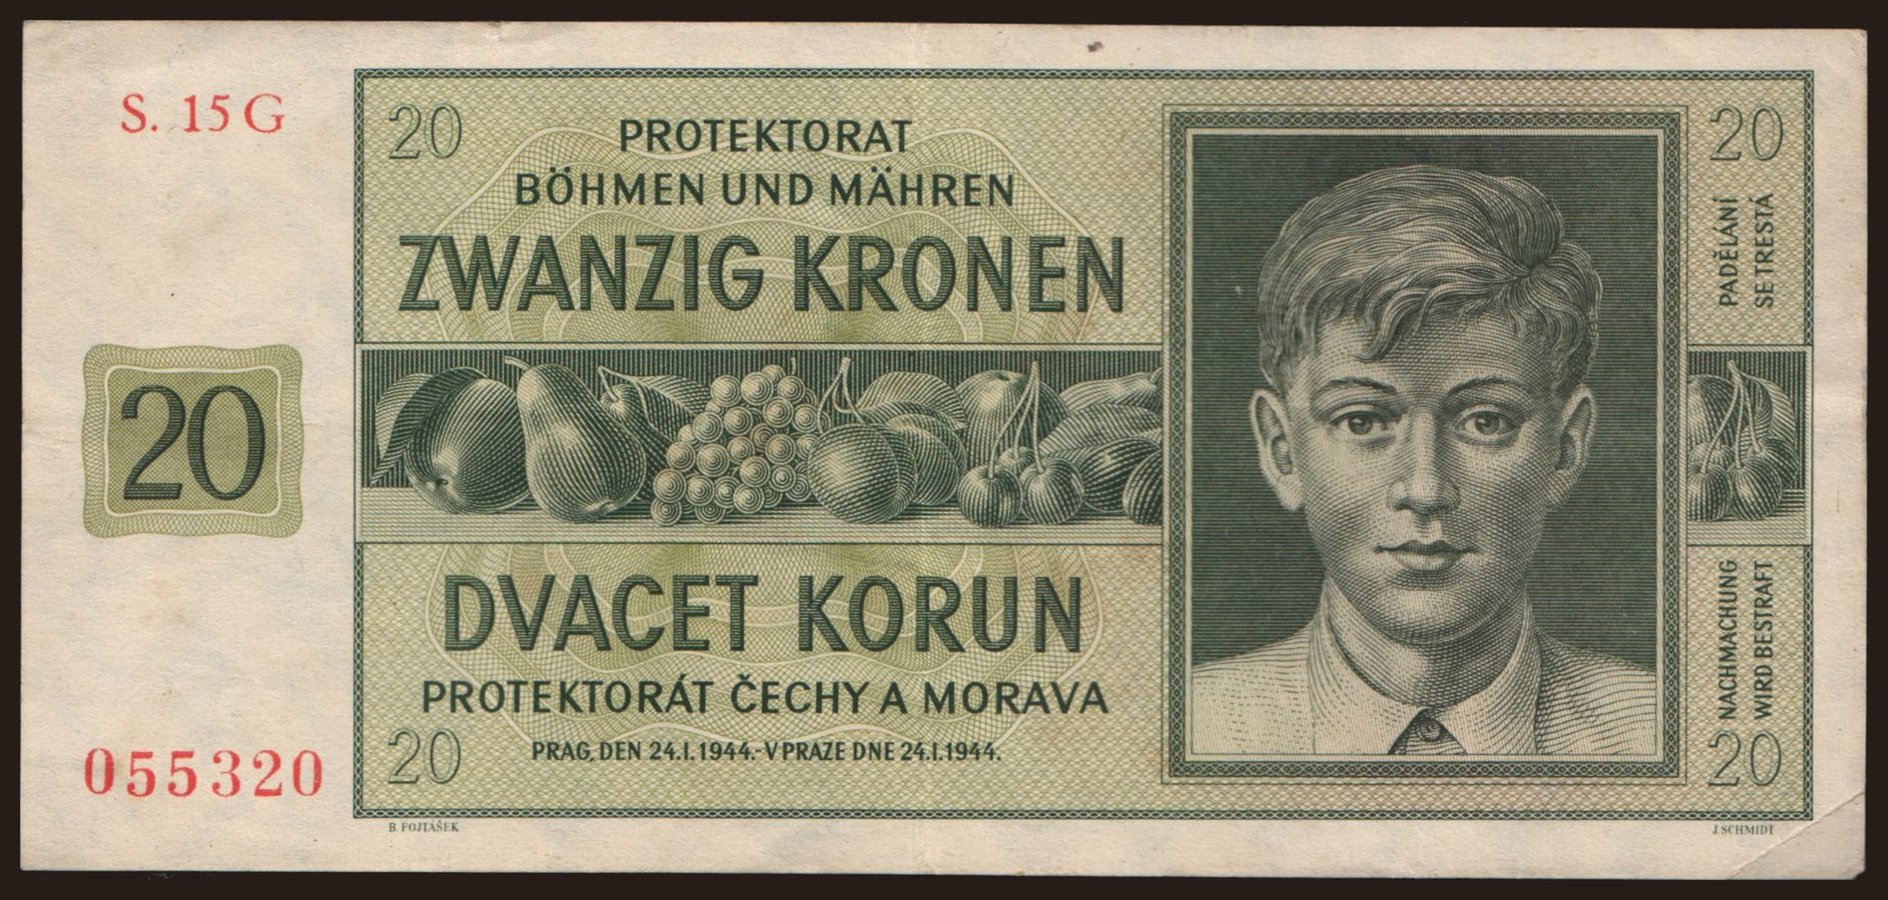 S. 15 G
20
PROTEKTORAT
BÖHMEN UND MÄHREN
ZWANZIG KRONEN
20
PADĚLÁNÍ
SE TRESTÁ
20
DVACET KORUN
PROTEKTORÁT ČECHY A MORAVA
PRAG, DEN 24.I.1944.-V PRAZE DNE 24.I.1944.
NACHMACHUNG
WIRD BESTRAFT
20
20
055320
B. FOJTÁŠEK
J. SCHMIDT